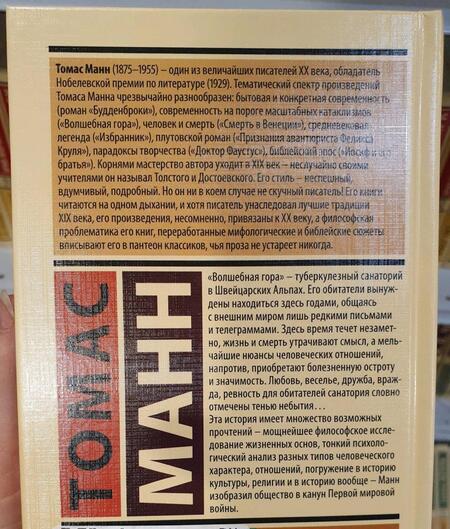 Томас Манн (1875–1955) – один из величайших писателей XX века, обладатель
Нобелевской премии по литературе (1929). Тематический спектр произведений
Томаса Манна чрезвычайно разнообразен: бытовая и конкретная современность
(роман «Будденброки»), современность на пороге масштабных катаклизмов
(«Волшебная гора»), человек и смерть («Смерть в Венеции»), средневековая
легенда («Избранник»), плутовской роман («Признания авантюриста Феликса
Круля»), парадоксы творчества («Доктор Фаустус»), библейский эпос («Иосиф и его
братья»). Корнями мастерство автора уходит в XIX век – неслучайно своими
учителями он называл Толстого и Достоевского. Его стиль – неспешный,
вдумчивый, подробный. Но он ни в коем случае не скучный писатель! Его книги
читаются на одном дыхании, и хотя писатель унаследовал лучшие традиции
XIX века, его произведения, несомненно, привязаны к XX веку, а философская
проблематика его книг, переработанные мифологические и библейские сюжеты
вписывают его в пантеон классиков, чья проза не устареет никогда.
ТОМАС
МАНН
«Волшебная гора» – туберкулезный санаторий
в Швейцарских Альпах. Его обитатели вынуж-
дены находиться здесь годами, общаясь
с внешним миром лишь редкими письмами
и телеграммами. Здесь время течет незамет-
но, жизнь и смерть утрачивают смысл, а мель-
чайшие нюансы человеческих отношений,
напротив, приобретают болезненную остроту
и значимость. Любовь, веселье, дружба, враж-
да, ревность для обитателей санатория словно
отмечены тенью небытия…
Эта история имеет множество возможных
прочтений – мощнейшее философское иссле-
дование жизненных основ, тонкий психологи-
ческий анализ разных типов человеческого
характера, отношений, погружение в историю
культуры, религии и в историю вообще – Манн
изобразил общество в канун Первой мировой
войны.